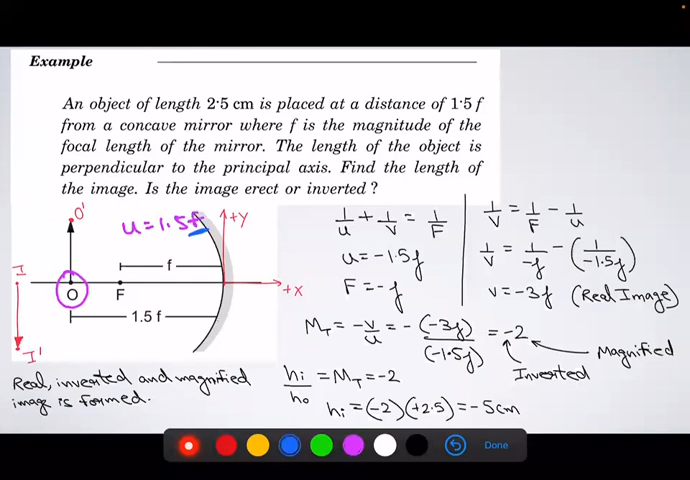 Example
An object of length 2·5 cm is placed at a distance of 1·5 f
from a concave mirror where f is the magnitude of the
focal length of the mirror. The length of the object is
perpendicular to the principal axis. Find the length of
the image. Is the image erect or inverted ?
O'
u = 1.5f
+Y
I
f
+X
O
F
1.5 f
I'
Real, inverted and magnified
image is formed.
1/u + 1/v = 1/F
u = -1.5f
F = -f
M_T = -v/u = -(-3f)/(-1.5f) = -2
Magnified
Inverted
hi/ho = M_T = -2
hi = (-2)(+2.5) = -5cm
1/v = 1/F - 1/u
1/v = 1/-f - (1/-1.5f)
v = -3f (Real Image)
Done